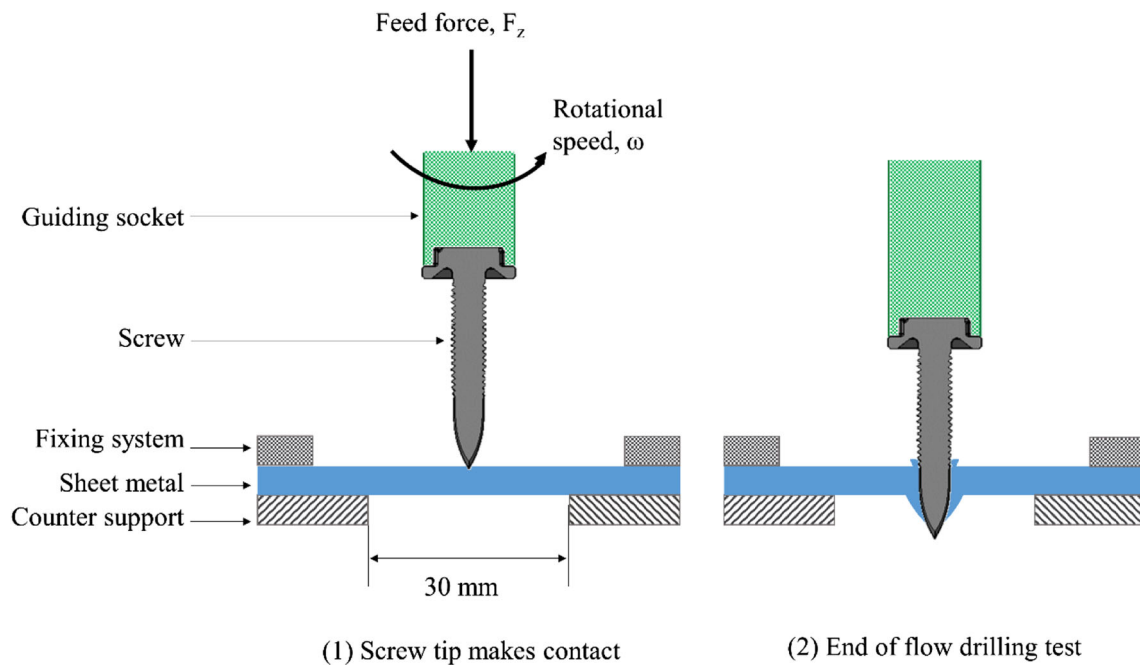 Feed force, F_z
Rotational
speed, ω
Guiding socket
Screw
Fixing system
Sheet metal
Counter support
30 mm
(1) Screw tip makes contact
(2) End of flow drilling test